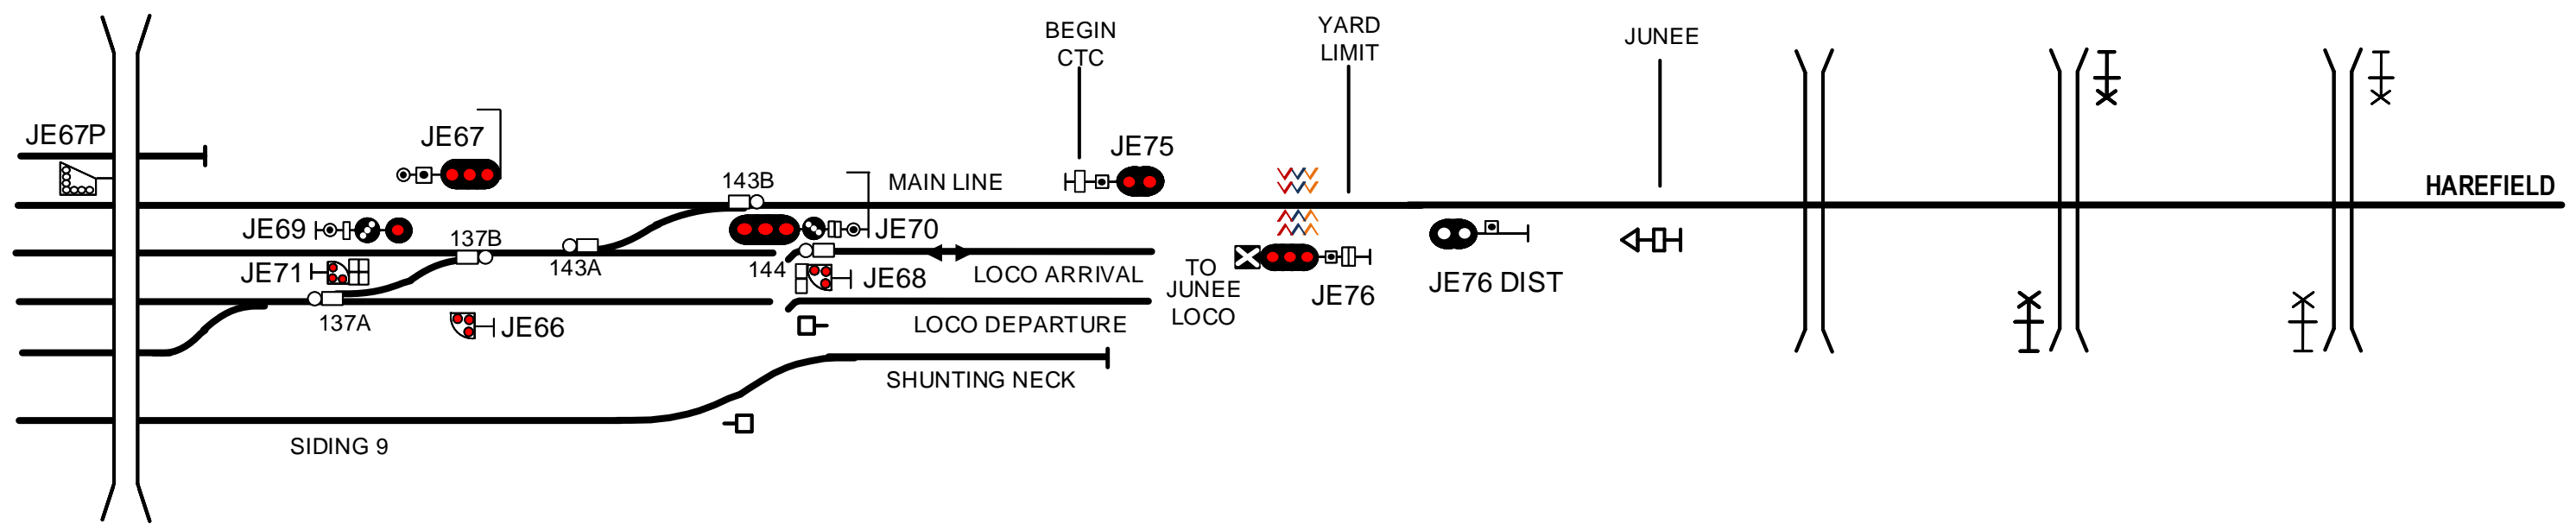 BEGIN
CTC
YARD
LIMIT
JUNEE
JE67P
JE67
JE75
143B
MAIN LINE
HAREFIELD
JE69
137B
JE70
143A
144
JE71
JE68
LOCO ARRIVAL
TO
JUNEE
LOCO
JE76
JE76 DIST
137A
JE66
LOCO DEPARTURE
SHUNTING NECK
SIDING 9